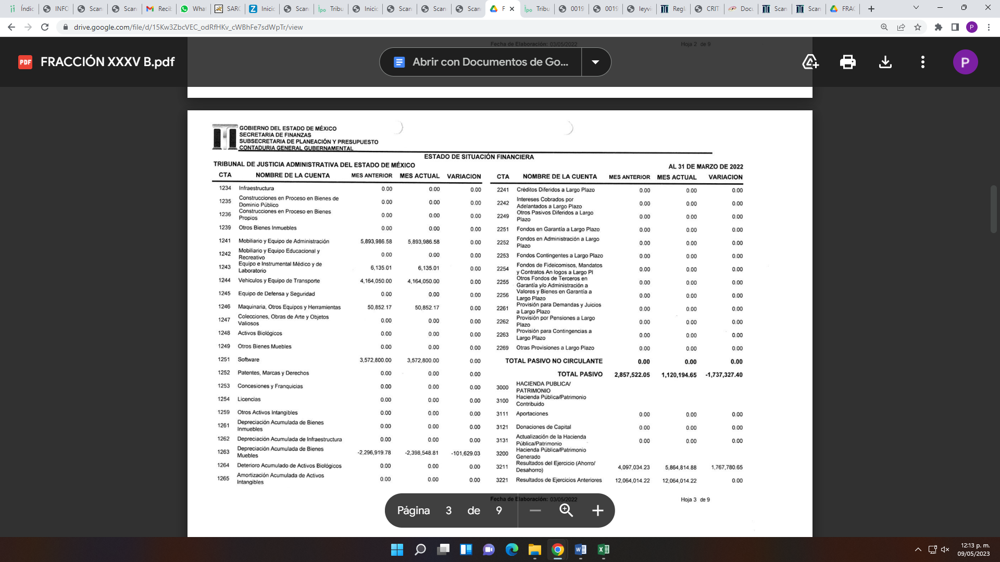 Índic
INFO
Scan
Scan
Recib
What
SARC
Inicio
Scan
Tribu
Inicio
Scan
Scan
Scan
F
Tribu
0019
0019
leyvi
Regla
CRIT
Docu
Scan
Scan
FRAC
drive.google.com/file/d/15Kw3ZbcVEC_odRfHKv_cWBhFe7sdWpTr/view
P
Fecha de Elaboración: 03/05/2022 Hoja 2 de 9
PDF FRACCIÓN XXXV B.pdf
Abrir con Documentos de Go...
P
GOBIERNO DEL ESTADO DE MÉXICO
SECRETARIA DE FINANZAS
SUBSECRETARIA DE PLANEACIÓN Y PRESUPUESTO
CONTADURIA GENERAL GUBERNAMENTAL
ESTADO DE SITUACIÓN FINANCIERA
TRIBUNAL DE JUSTICIA ADMINISTRATIVA DEL ESTADO DE MÉXICO
AL 31 DE MARZO DE 2022
CTA NOMBRE DE LA CUENTA MES ANTERIOR MES ACTUAL VARIACION
1234 Infraestructura 0.00 0.00 0.00
1235 Construcciones en Proceso en Bienes de
Dominio Público 0.00 0.00 0.00
1236 Construcciones en Proceso en Bienes
Propios 0.00 0.00 0.00
1239 Otros Bienes Inmuebles 0.00 0.00 0.00
1241 Mobiliario y Equipo de Administración 5,893,986.58 5,893,986.58 0.00
1242 Mobiliario y Equipo Educacional y
Recreativo 0.00 0.00 0.00
1243 Equipo e Instrumental Médico y de
Laboratorio 6,135.01 6,135.01 0.00
1244 Vehiculos y Equipo de Transporte 4,164,050.00 4,164,050.00 0.00
1245 Equipo de Defensa y Seguridad 0.00 0.00 0.00
1246 Maquinaria, Otros Equipos y Herramientas 50,852.17 50,852.17 0.00
1247 Colecciones, Obras de Arte y Objetos
Valiosos 0.00 0.00 0.00
1248 Activos Biológicos 0.00 0.00 0.00
1249 Otros Bienes Muebles 0.00 0.00 0.00
1251 Software 3,572,800.00 3,572,800.00 0.00
1252 Patentes, Marcas y Derechos 0.00 0.00 0.00
1253 Concesiones y Franquicias 0.00 0.00 0.00
1254 Licencias 0.00 0.00 0.00
1259 Otros Activos Intangibles 0.00 0.00 0.00
1261 Depreciación Acumulada de Bienes
Inmuebles 0.00 0.00 0.00
1262 Depreciación Acumulada de Infraestructura 0.00 0.00 0.00
1263 Depreciación Acumulada de Bienes
Muebles -2,296,919.78 -2,398,548.81 -101,629.03
1264 Deterioro Acumulado de Activos Biológicos 0.00 0.00 0.00
1265 Amortización Acumulada de Activos
Intangibles 0.00 0.00 0.00
CTA NOMBRE DE LA CUENTA MES ANTERIOR MES ACTUAL VARIACION
2241 Créditos Diferidos a Largo Plazo 0.00 0.00 0.00
2242 Intereses Cobrados por
Adelantados a Largo Plazo 0.00 0.00 0.00
2249 Otros Pasivos Diferidos a Largo
Plazo 0.00 0.00 0.00
2251 Fondos en Garantía a Largo Plazo 0.00 0.00 0.00
2252 Fondos en Administración a Largo
Plazo 0.00 0.00 0.00
2253 Fondos Contingentes a Largo Plazo 0.00 0.00 0.00
2254 Fondos de Fideicomisos, Mandatos
y Contratos An logos a Largo Pl 0.00 0.00 0.00
2255 Otros Fondos de Terceros en
Garantía y/o Administración a 0.00 0.00 0.00
2256 Valores y Bienes en Garantía a
Largo Plazo 0.00 0.00 0.00
2261 Provisión para Demandas y Juicios
a Largo Plazo 0.00 0.00 0.00
2262 Provisión por Pensiones a Largo
Plazo 0.00 0.00 0.00
2263 Provisión para Contingencias a
Largo Plazo 0.00 0.00 0.00
2269 Otras Provisiones a Largo Plazo 0.00 0.00 0.00
TOTAL PASIVO NO CIRCULANTE 0.00 0.00 0.00
TOTAL PASIVO 2,857,522.05 1,120,194.65 -1,737,327.40
3000 HACIENDA PUBLICA/
PATRIMONIO
3100 Hacienda Pública/Patrimonio
Contribuido
3111 Aportaciones 0.00 0.00 0.00
3121 Donaciones de Capital 0.00 0.00 0.00
3131 Actualización de la Hacienda
Pública/Patrimonio 0.00 0.00 0.00
3200 Hacienda Pública/Patrimonio
Generado
3211 Resultados del Ejercicio (Ahorro/
Desahorro) 4,097,034.23 5,864,814.88 1,767,780.65
3221 Resultados de Ejercicios Anteriores 12,064,014.22 12,064,014.22 0.00
Fecha de Elaboración: 03/05/2022 Hoja 3 de 9
Página 3 de 9
12:13 p. m.
09/05/2023